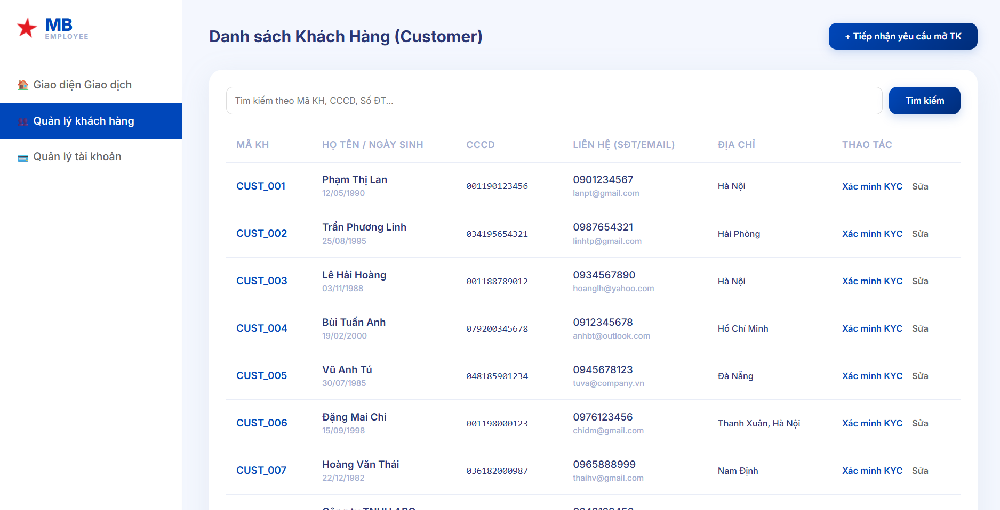 MB
EMPLOYEE
Giao diện Giao dịch
Quản lý khách hàng
Quản lý tài khoản
Danh sách Khách Hàng (Customer)
+ Tiếp nhận yêu cầu mở TK
Tìm kiếm theo Mã KH, CCCD, Số ĐT...
Tìm kiếm
MÃ KH HỌ TÊN / NGÀY SINH CCCD LIÊN HỆ (SĐT/EMAIL) ĐỊA CHỈ THAO TÁC
CUST_001 Phạm Thị Lan 001190123456 0901234567 Hà Nội Xác minh KYC Sửa
12/05/1990 lanpt@gmail.com
CUST_002 Trần Phương Linh 034195654321 0987654321 Hải Phòng Xác minh KYC Sửa
25/08/1995 linhtp@gmail.com
CUST_003 Lê Hải Hoàng 001188789012 0934567890 Hà Nội Xác minh KYC Sửa
03/11/1988 hoanglh@yahoo.com
CUST_004 Bùi Tuấn Anh 079200345678 0912345678 Hồ Chí Minh Xác minh KYC Sửa
19/02/2000 anhbt@outlook.com
CUST_005 Vũ Anh Tú 048185901234 0945678123 Đà Nẵng Xác minh KYC Sửa
30/07/1985 tuva@company.vn
CUST_006 Đặng Mai Chi 001198000123 0976123456 Thanh Xuân, Hà Nội Xác minh KYC Sửa
15/09/1998 chidm@gmail.com
CUST_007 Hoàng Văn Thái 036182000987 0965888999 Nam Định Xác minh KYC Sửa
22/12/1982 thaihv@gmail.com